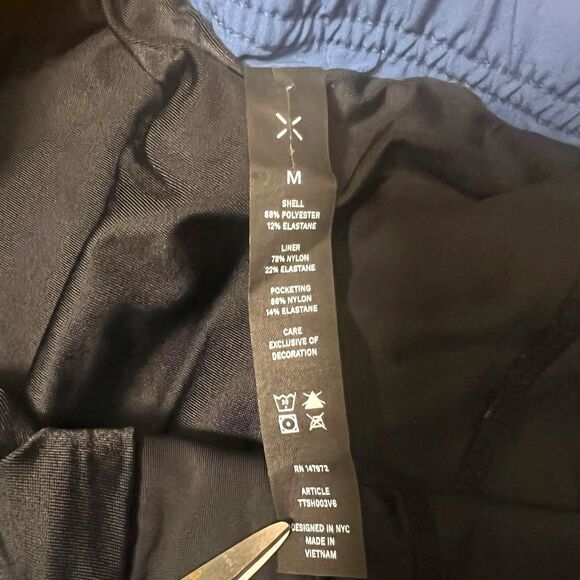 M
SHELL
88% POLYESTER
12% ELASTANE
LINER
78% NYLON
22% ELASTANE
POCKETING
86% NYLON
14% ELASTANE
CARE
EXCLUSIVE OF
DECORATION
30
RN 147972
ARTICLE
TTSH003V6
DESIGNED IN NYC
MADE IN
VIETNAM